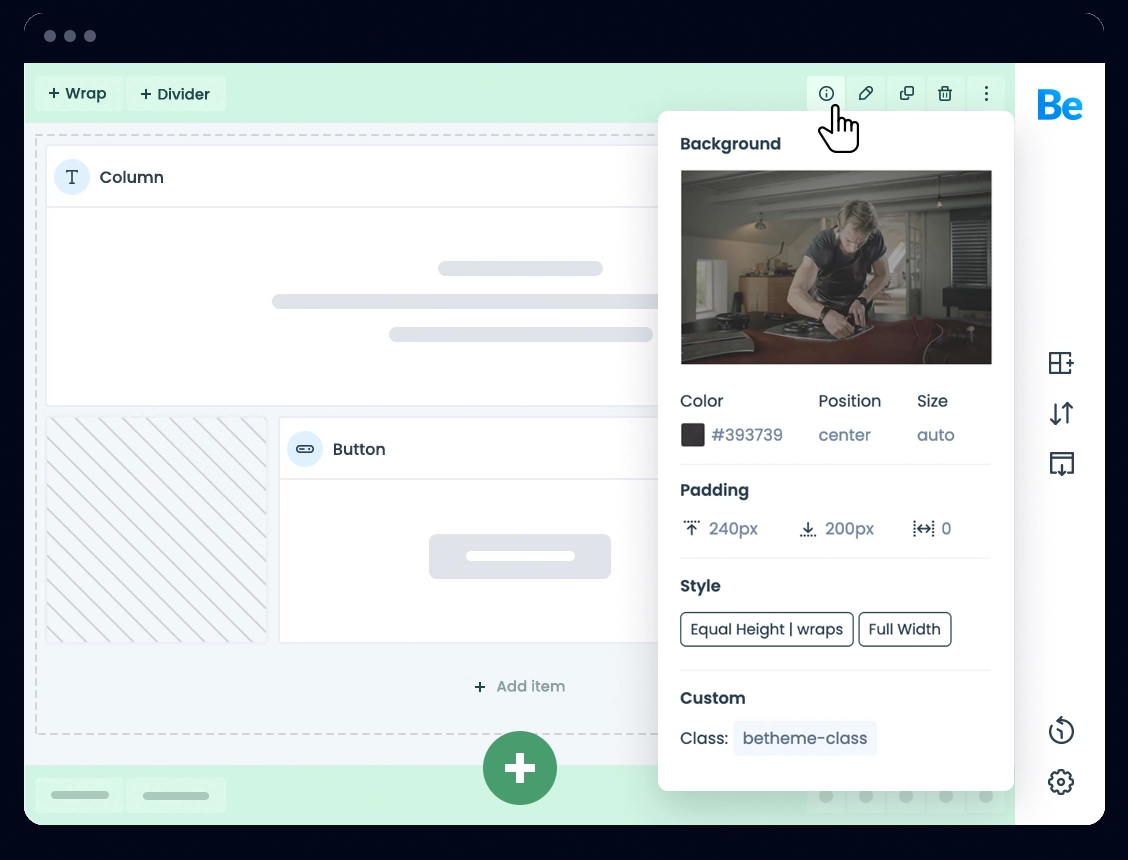 + Wrap
+ Divider
Be
Background
T Column
Color
Position
Size
#393739
center
auto
Button
Padding
240px
200px
0
Style
Equal Height | wraps
Full Width
+ Add item
Custom
Class: betheme-class